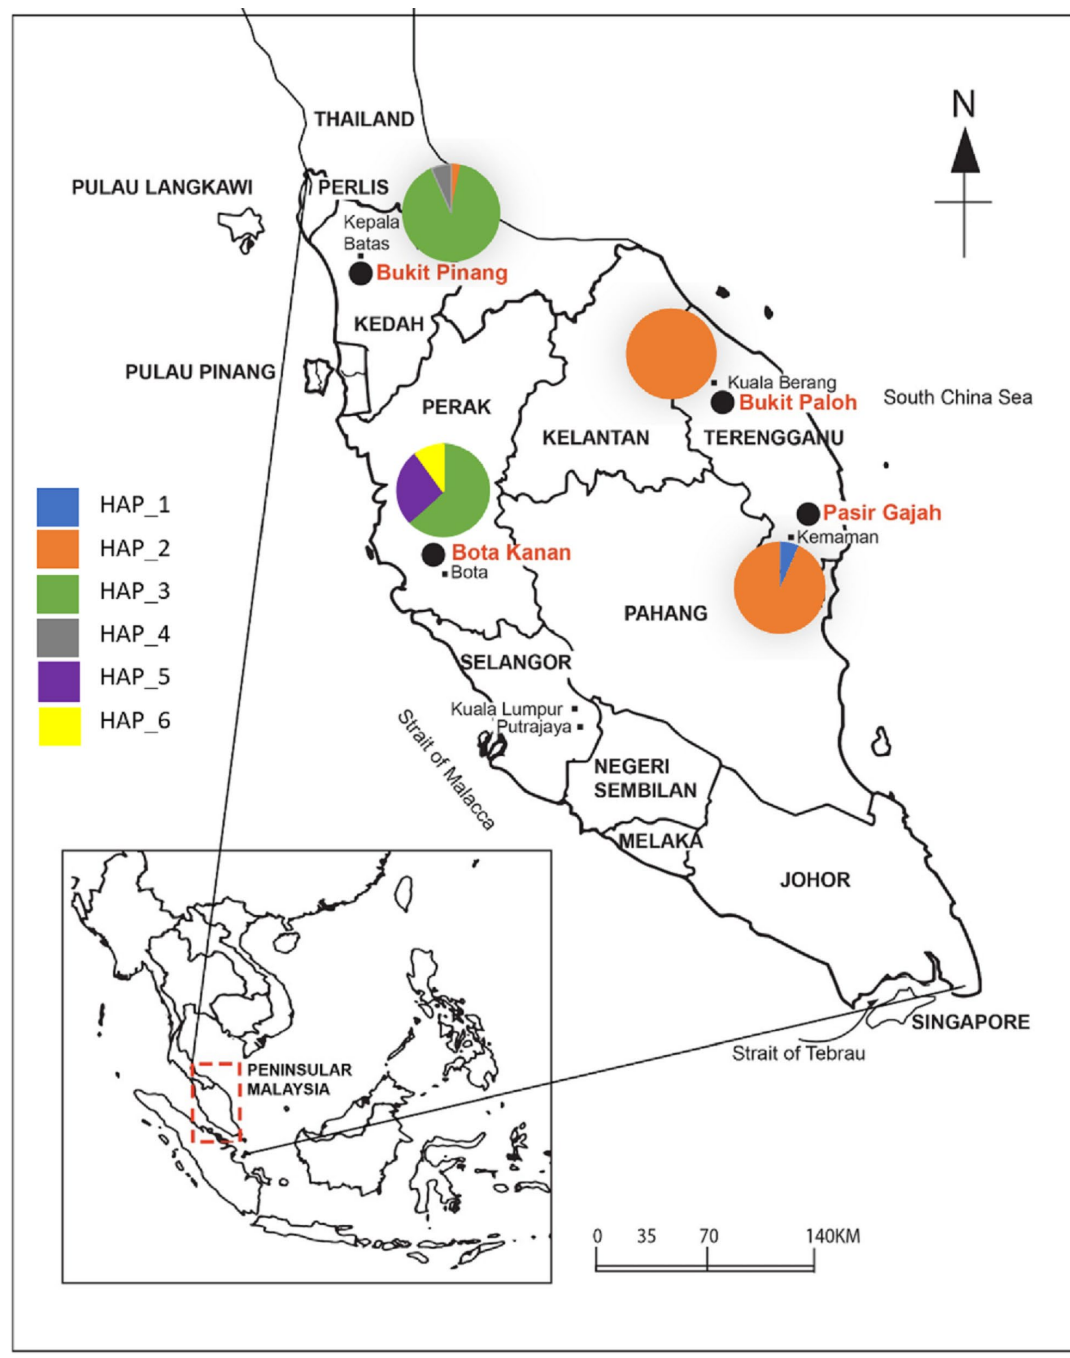 THAILAND
N
PULAU LANGKAWI
PERLIS
Kepala
Batas
Bukit Pinang
KEDAH
PULAU PINANG
PERAK
Kuala Berang
Bukit Paloh
South China Sea
KELANTAN
TERENGGANU
HAP_1
HAP_2
HAP_3
HAP_4
HAP_5
HAP_6
Pasir Gajah
Kemaman
Bota Kanan
Bota
PAHANG
SELANGOR
Kuala Lumpur
Putrajaya
Strait of Malacca
NEGERI
SEMBILAN
MELAKA
JOHOR
SINGAPORE
Strait of Tebrau
PENINSULAR
MALAYSIA
0 35 70 140KM